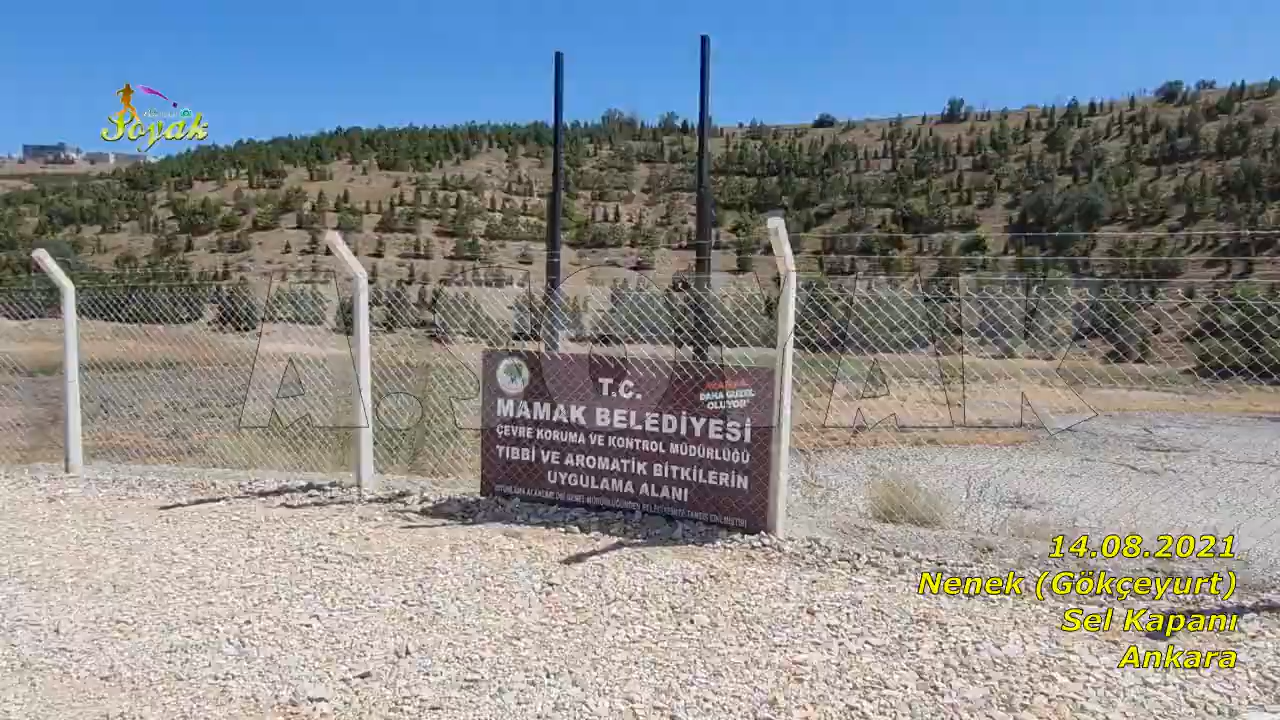 Soyak
T.C.
MAMAK BELEDİYESİ
ÇEVRE KORUMA VE KONTROL MÜDÜRLÜĞÜ
TIBBİ VE AROMATİK BİTKİLERİN
UYGULAMA ALANI
DAHA GÜZEL
OLUYOR
A.SOYAK
14.08.2021
Nenek (Gökçeyurt)
Sel Kapanı
Ankara